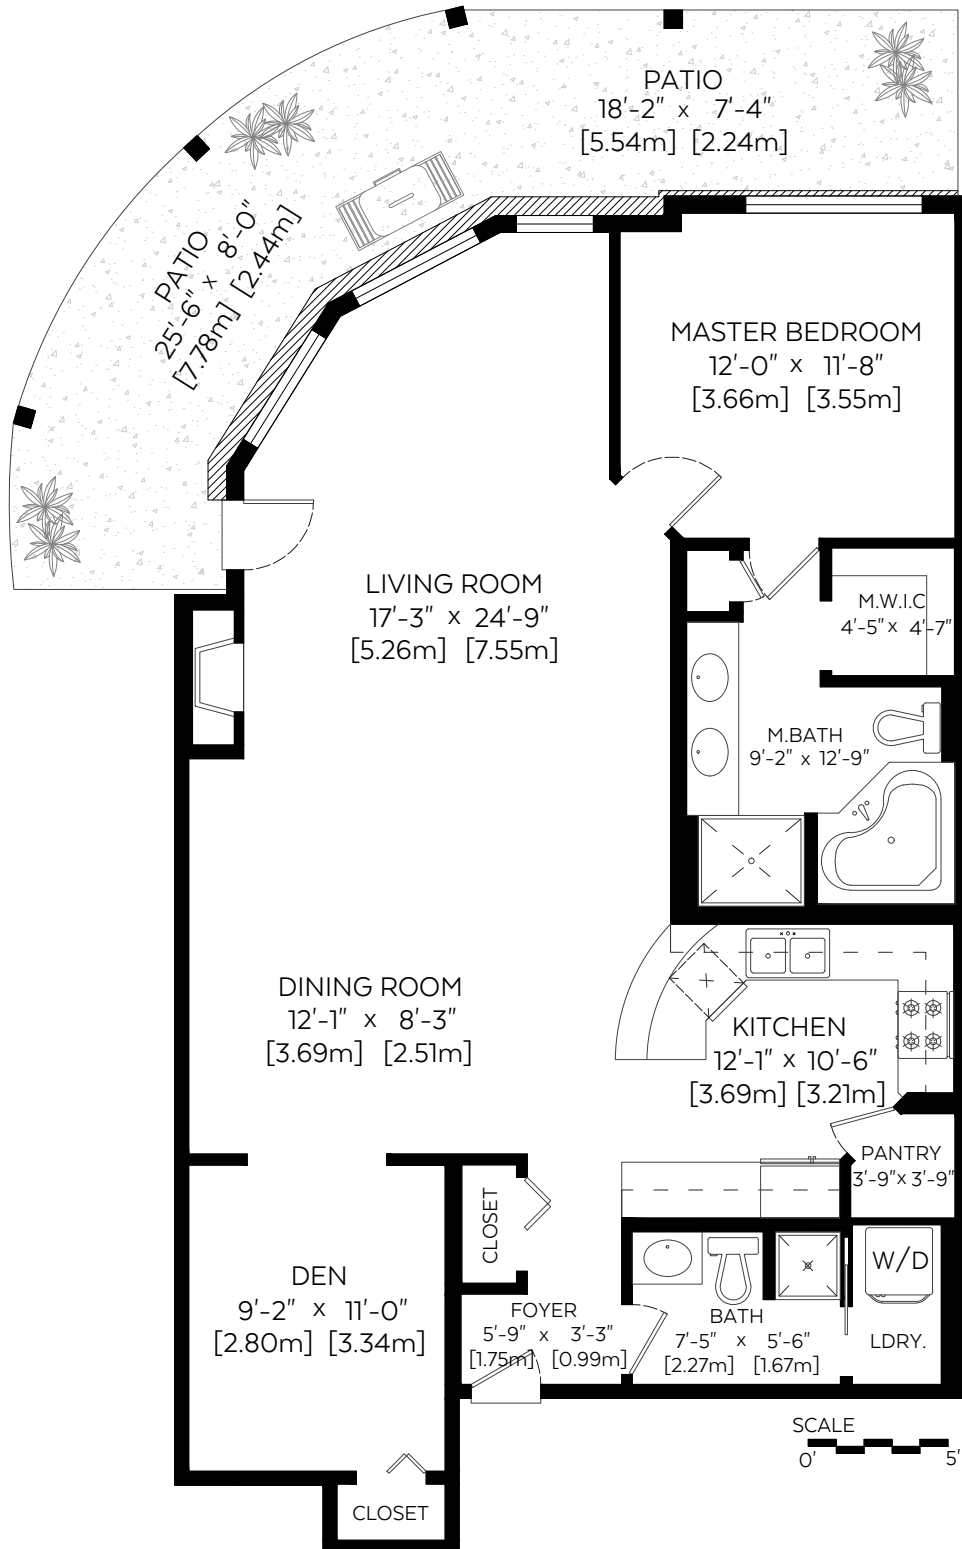 PATIO
18'-2" x 7'-4"
[5.54m] [2.24m]
PATIO
25'-6" x 8'-0"
[7.78m] [2.44m]
MASTER BEDROOM
12'-0" x 11'-8"
[3.66m] [3.55m]
LIVING ROOM
17'-3" x 24'-9"
[5.26m] [7.55m]
M.W.I.C
4'-5" x 4'-7"
M.BATH
9'-2" x 12'-9"
DINING ROOM
12'-1" x 8'-3"
[3.69m] [2.51m]
KITCHEN
12'-1" x 10'-6"
[3.69m] [3.21m]
PANTRY
3'-9" x 3'-9"
CLOSET
DEN
9'-2" x 11'-0"
[2.80m] [3.34m]
FOYER
5'-9" x 3'-3"
[1.75m] [0.99m]
BATH
7'-5" x 5'-6"
[2.27m] [1.67m]
W/D
LDRY.
SCALE
0' 5'
CLOSET